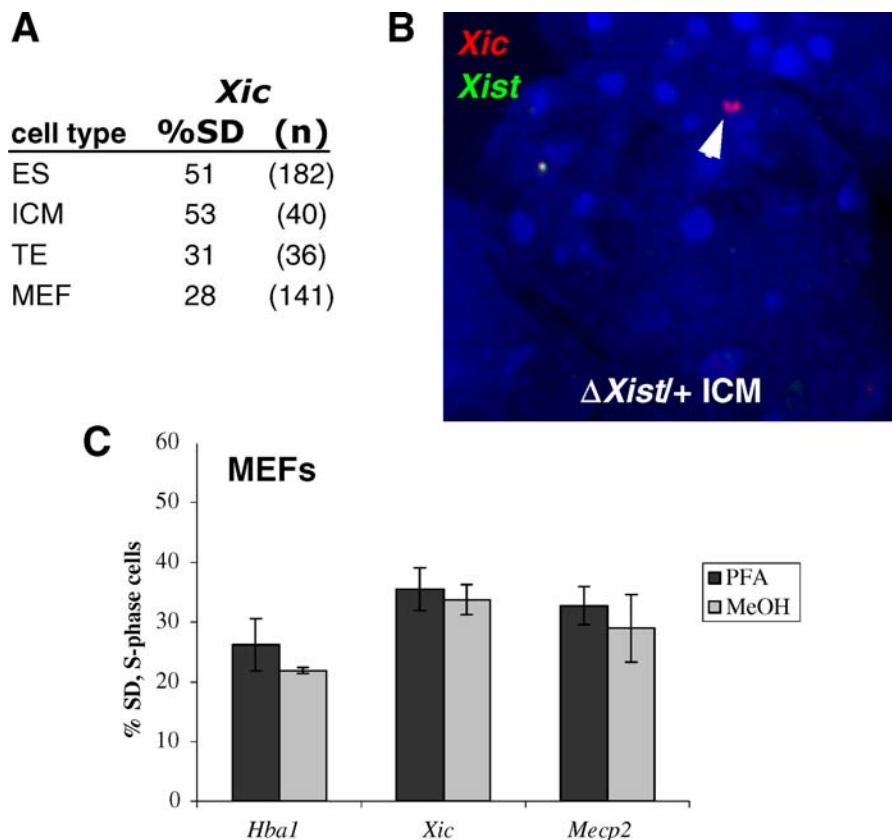 A
Xic
cell type %SD (n)
ES 51 (182)
ICM 53 (40)
TE 31 (36)
MEF 28 (141)
B
Xic
Xist
ΔXist/+ ICM
C
MEFs
% SD, S-phase cells
60
50
40
30
20
10
0
Hba1 Xic Mecp2
PFA
MeOH